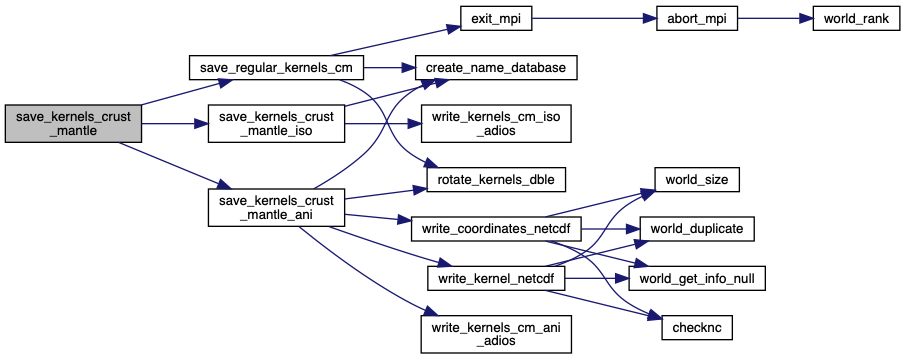 exit_mpi
abort_mpi
world_rank
save_regular_kernels_cm
create_name_database
save_kernels_crust
_mantle
save_kernels_crust
_mantle_iso
write_kernels_cm_iso
_adios
rotate_kernels_dble
world_size
save_kernels_crust
_mantle_ani
write_coordinates_netcdf
world_duplicate
write_kernel_netcdf
world_get_info_null
write_kernels_cm_ani
_adios
checknc